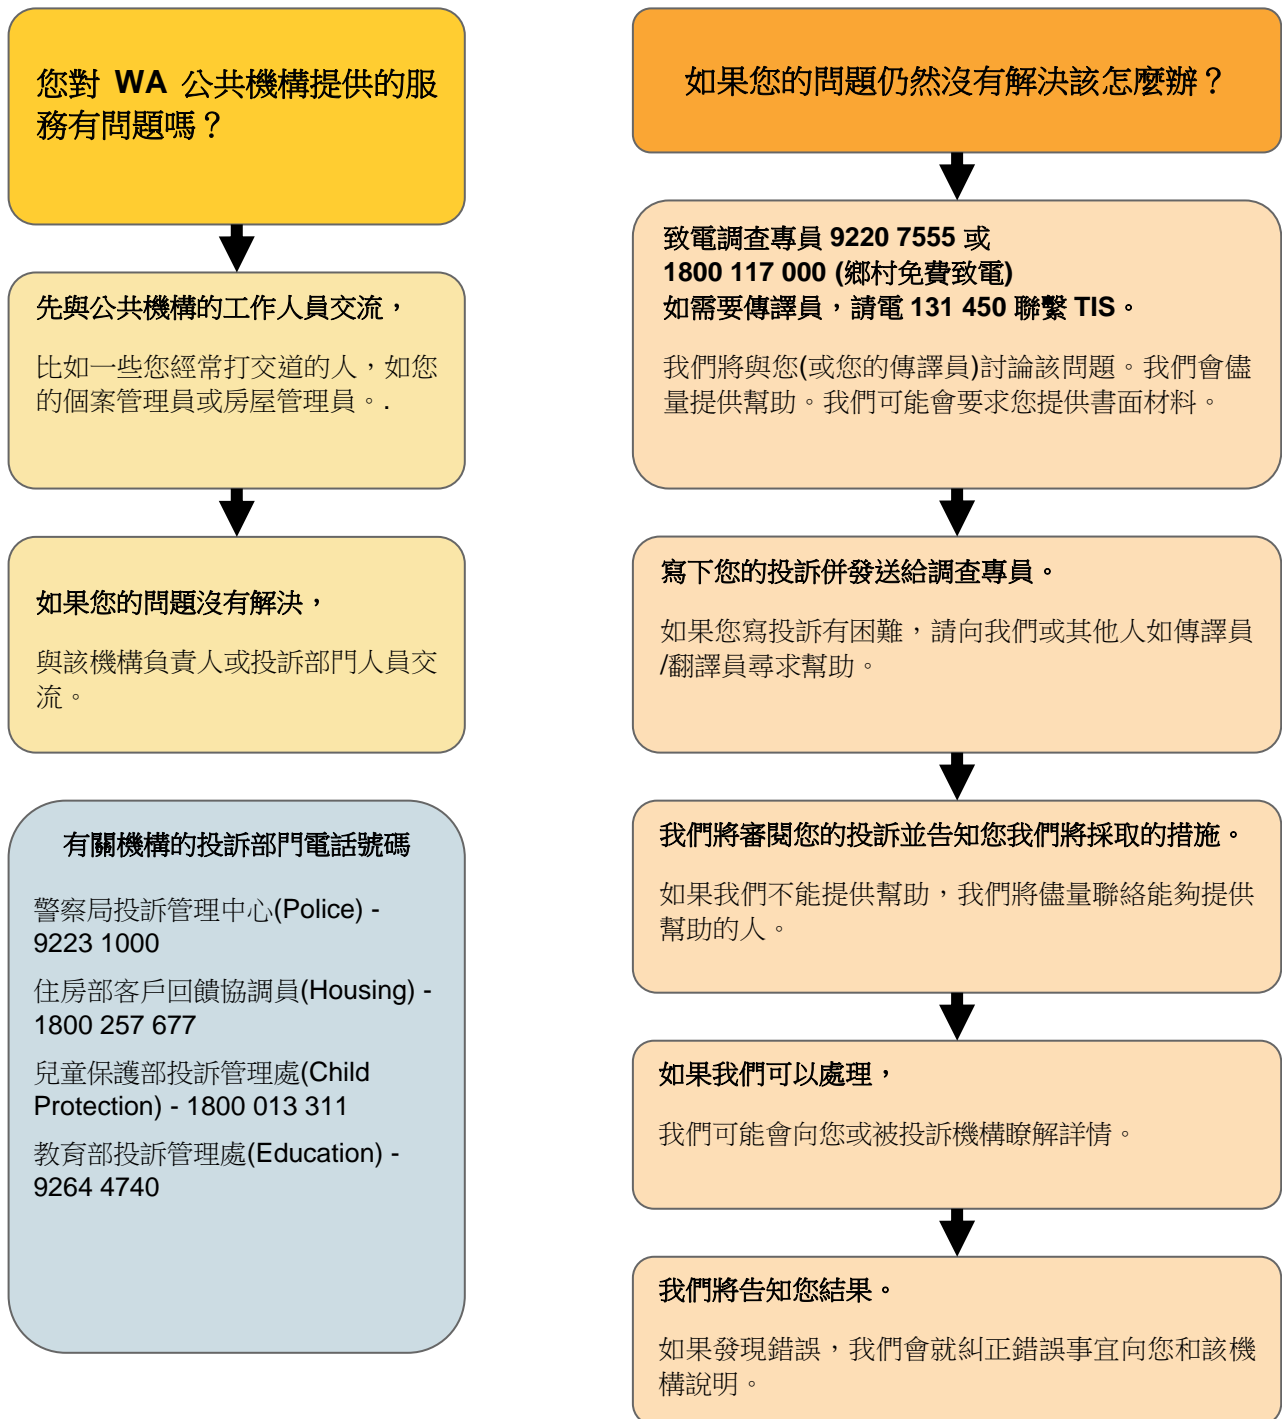 您對 WA 公共機構提供的服
務有問題嗎？
先與公共機構的工作人員交流，
比如一些您經常打交道的人，如您
的個案管理員或房屋管理員。.
如果您的問題沒有解決，
與該機構負責人或投訴部門人員交
流。
有關機構的投訴部門電話號碼
警察局投訴管理中心(Police) -
9223 1000
住房部客戶回饋協調員(Housing) -
1800 257 677
兒童保護部投訴管理處(Child
Protection) - 1800 013 311
教育部投訴管理處(Education) -
9264 4740
如果您的問題仍然沒有解決該怎麼辦？
致電調查專員 9220 7555 或
1800 117 000 (鄉村免費致電)
如需要傳譯員，請電 131 450 聯繫 TIS。
我們將與您(或您的傳譯員)討論該問題。我們會儘
量提供幫助。我們可能會要求您提供書面材料。
寫下您的投訴併發送給調查專員。
如果您寫投訴有困難，請向我們或其他人如傳譯員
/翻譯員尋求幫助。
我們將審閱您的投訴並告知您我們將採取的措施。
如果我們不能提供幫助，我們將儘量聯絡能夠提供
幫助的人。
如果我們可以處理，
我們可能會向您或被投訴機構瞭解詳情。
我們將告知您結果。
如果發現錯誤，我們會就糾正錯誤事宜向您和該機
構說明。